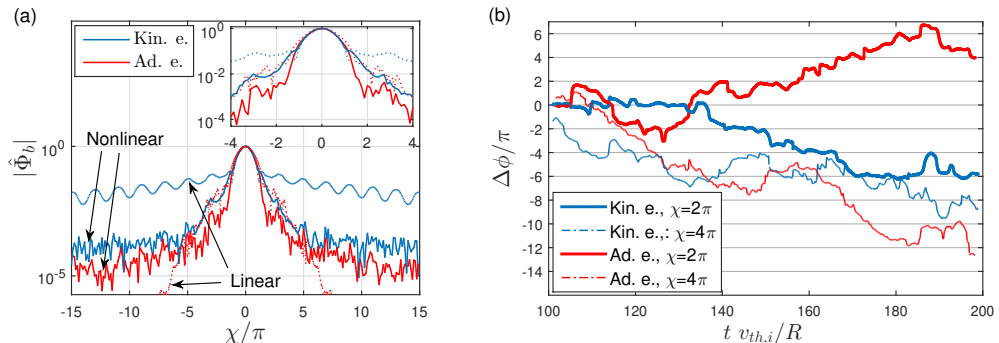 (a)
Kin. e.
Ad. e.
10^0
10^-2
10^-4
-4 -2 0 2 4
|Φ̂_b|
10^0
10^-5
Nonlinear
Linear
-15 -10 -5 0 5 10 15
χ/π
(b)
Δϕ/π
6
4
2
0
-2
-4
-6
-8
-10
-12
-14
Kin. e., χ=2π
Kin. e.,: χ=4π
Ad. e., χ=2π
Ad. e., χ=4π
100 120 140 160 180 200
t v_th,i/R